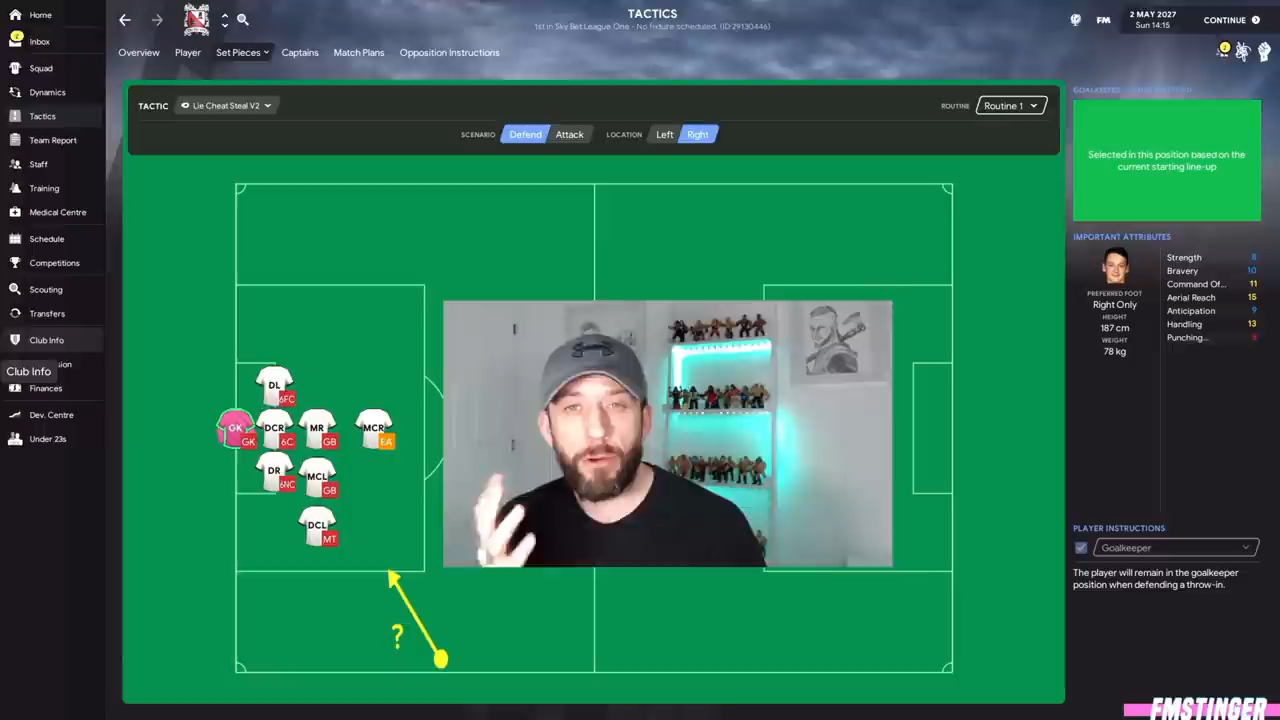 Home
Inbox
Squad
Dynamics
Tactics
Team Report
Staff
Training
Medical Centre
Schedule
Competitions
Scouting
Transfers
Club Info
Club Info
Finances
Dev. Centre
Under 23s
TACTICS
1st in Sky Bet League One - No fixture scheduled. (ID:29130446)
FM
2 MAY 2027
Sun 14:15
CONTINUE
Overview
Player
Set Pieces
Captains
Match Plans
Opposition Instructions
TACTIC
Lie Cheat Steal V2
ROUTINE
Routine 1
SCENARIO
Defend
Attack
LOCATION
Left
Right
DL
6FC
GK
GK
DCR
6C
MR
GB
MCR
EA
DR
6NC
MCL
GB
DCL
MT
?
Selected in this position based on the
current starting line-up
IMPORTANT ATTRIBUTES
PREFERRED FOOT
Right Only
HEIGHT
187 cm
WEIGHT
78 kg
Strength 8
Bravery 10
Command Of... 11
Aerial Reach 15
Anticipation 9
Handling 13
Punching...
PLAYER INSTRUCTIONS
Goalkeeper
The player will remain in the goalkeeper
position when defending a throw-in.
FMSTINGER